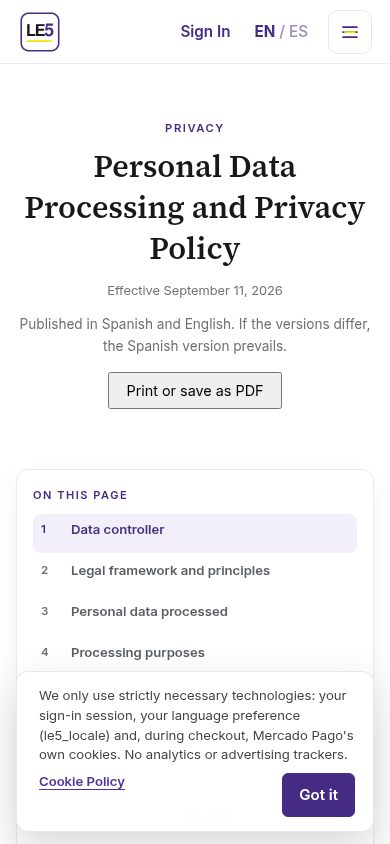 LE5
Sign In
EN / ES
PRIVACY
Personal Data
Processing and Privacy
Policy
Effective September 11, 2026
Published in Spanish and English. If the versions differ,
the Spanish version prevails.
Print or save as PDF
ON THIS PAGE
1 Data controller
2 Legal framework and principles
3 Personal data processed
4 Processing purposes
We only use strictly necessary technologies: your
sign-in session, your language preference
(le5_locale) and, during checkout, Mercado Pago's
own cookies. No analytics or advertising trackers.
Cookie Policy
Got it